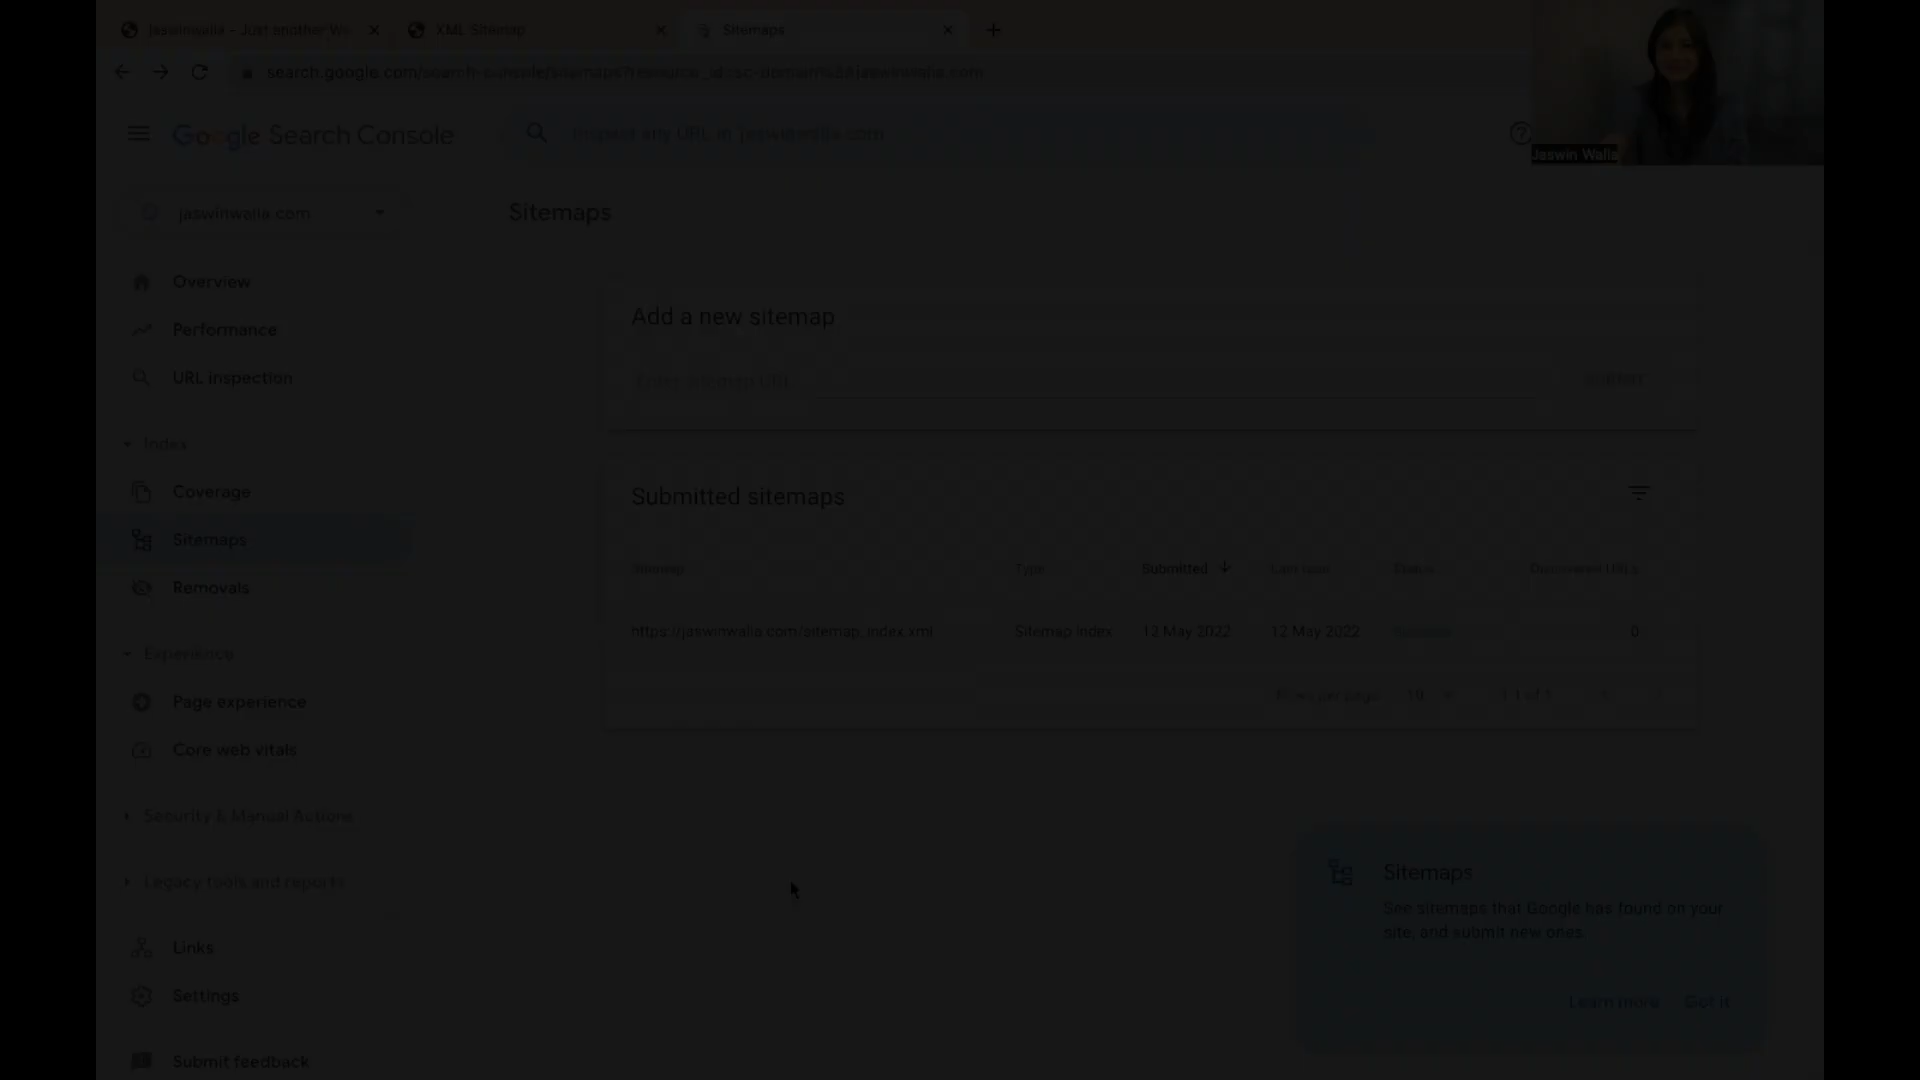 jaswinwalia - Just another Wo
XML Sitemap
Sitemaps
search.google.com/search-console/sitemaps?resource_id=sc-domain%3Ajaswinwalia.com
Google Search Console
Inspect any URL in 'jaswinwalia.com'
Jaswin Walia
jaswinwalia.com
Sitemaps
Overview
Performance
URL inspection
Index
Coverage
Sitemaps
Removals
Experience
Page experience
Core web vitals
Security & Manual Actions
Legacy tools and reports
Links
Settings
Submit feedback
Add a new sitemap
Enter sitemap URL
SUBMIT
Submitted sitemaps
Sitemap Type Submitted Last read Status Discovered URLs
https://jaswinwalia.com/sitemap_index.xml Sitemap index 12 May 2022 12 May 2022 Success 0
Rows per page 10 1-1 of 1
Sitemaps
See sitemaps that Google has found on your
site, and submit new ones.
Learn more Got it